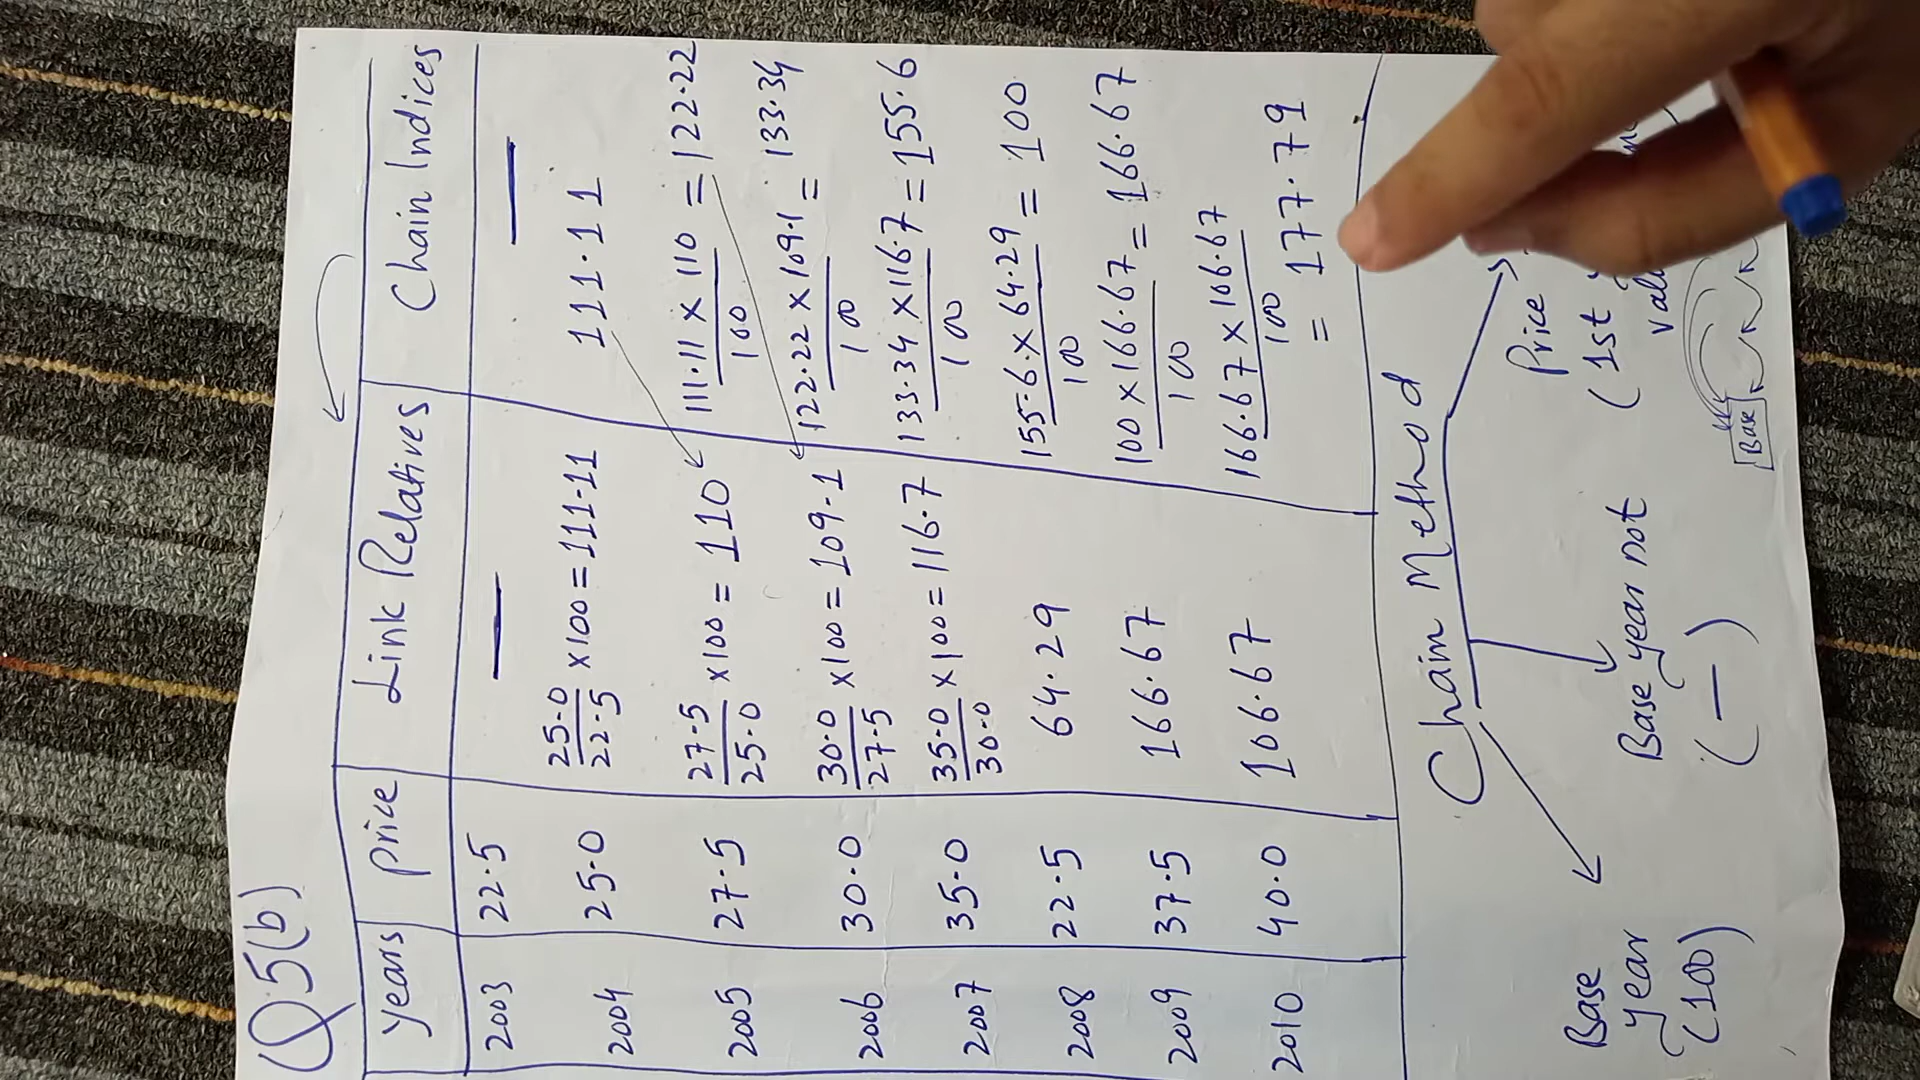 Q5(b)
years Price Link Relatives Chain Indices
2003 22.5 — —
2004 25.0 25.0/22.5 ×100 = 111.11 111.11
2005 27.5 27.5/25.0 ×100 = 110 111.11 × 110/100 = 122.22
2006 30.0 30.0/27.5 ×100 = 109.1 122.22 × 109.1/100 = 133.34
2007 35.0 35.0/30.0 ×100 = 116.7 133.34 × 116.7/100 = 155.6
2008 22.5 64.29 155.6 × 64.29/100 = 100
2009 37.5 166.67 100 × 166.67/100 = 166.67
2010 40.0 106.67 166.67 × 106.67/100
= 177.79
Chain Method
Base
year
(100)
Base year not
(—)
Price
(1st
Base